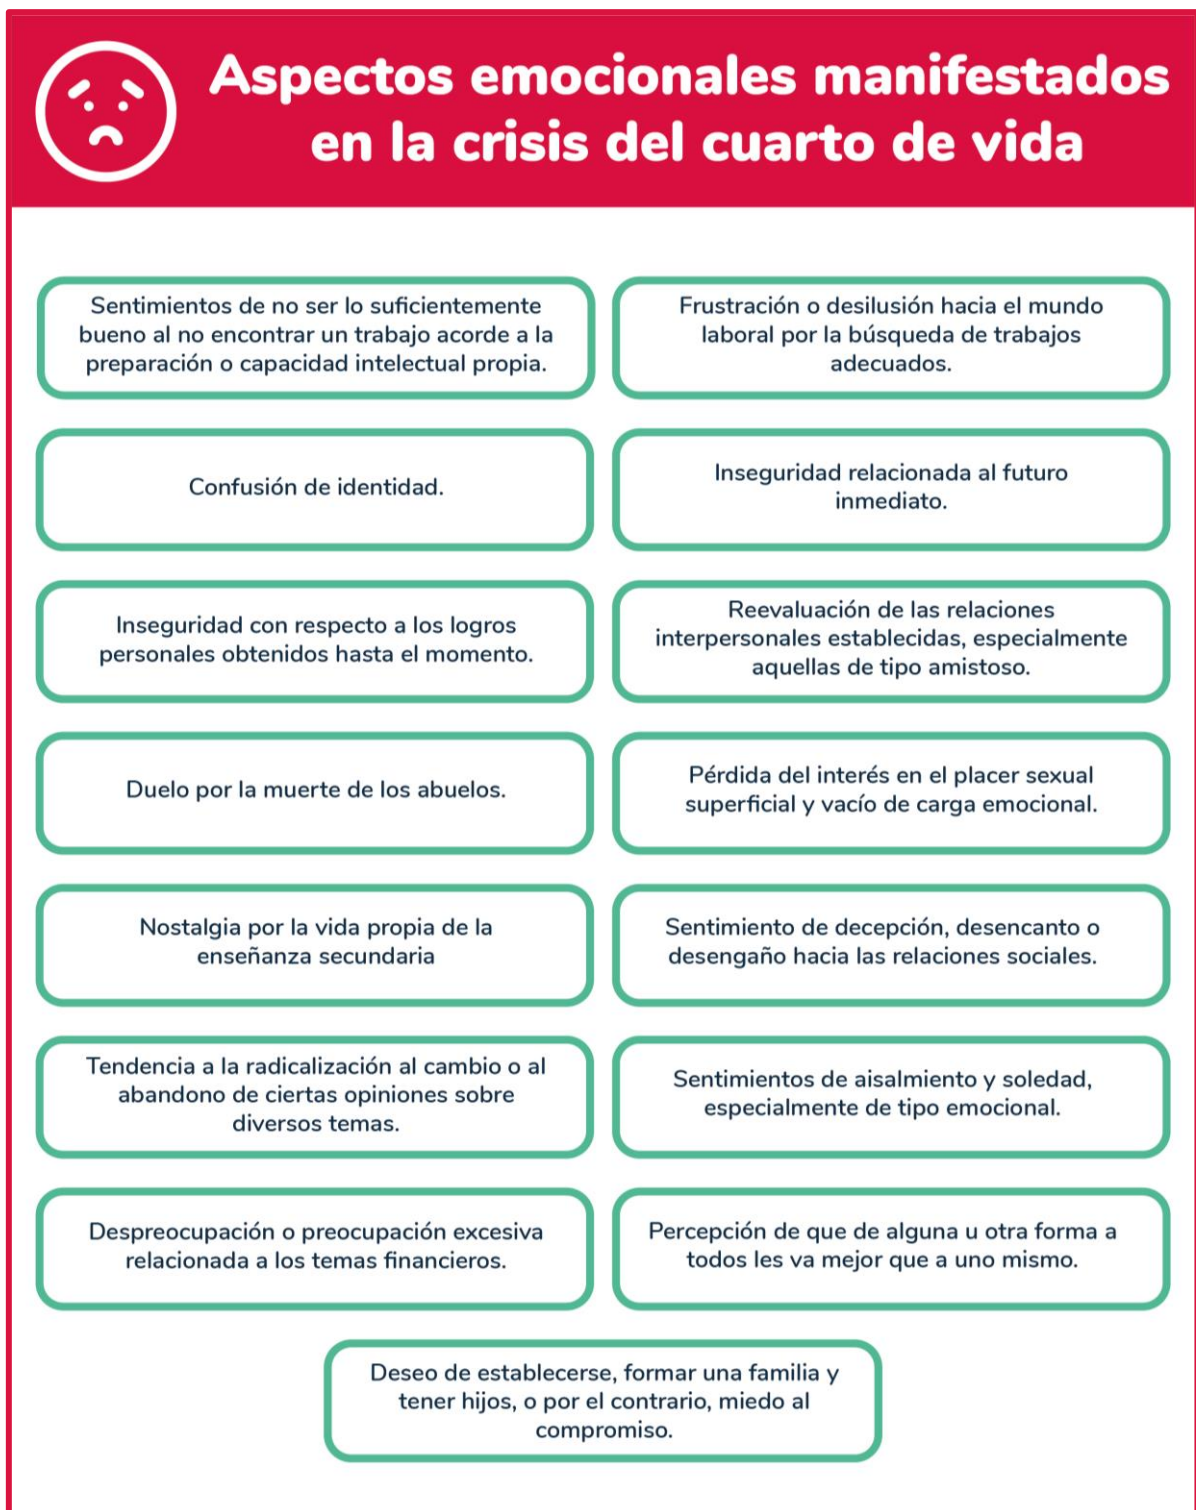 Aspectos emocionales manifestados
en la crisis del cuarto de vida
Sentimientos de no ser lo suficientemente
bueno al no encontrar un trabajo acorde a la
preparación o capacidad intelectual propia.
Frustración o desilusión hacia el mundo
laboral por la búsqueda de trabajos
adecuados.
Confusión de identidad.
Inseguridad relacionada al futuro
inmediato.
Inseguridad con respecto a los logros
personales obtenidos hasta el momento.
Reevaluación de las relaciones
interpersonales establecidas, especialmente
aquellas de tipo amistoso.
Duelo por la muerte de los abuelos.
Pérdida del interés en el placer sexual
superficial y vacío de carga emocional.
Nostalgia por la vida propia de la
enseñanza secundaria
Sentimiento de decepción, desencanto o
desengaño hacia las relaciones sociales.
Tendencia a la radicalización al cambio o al
abandono de ciertas opiniones sobre
diversos temas.
Sentimientos de aisalmiento y soledad,
especialmente de tipo emocional.
Despreocupación o preocupación excesiva
relacionada a los temas financieros.
Percepción de que de alguna u otra forma a
todos les va mejor que a uno mismo.
Deseo de establecerse, formar una familia y
tener hijos, o por el contrario, miedo al
compromiso.